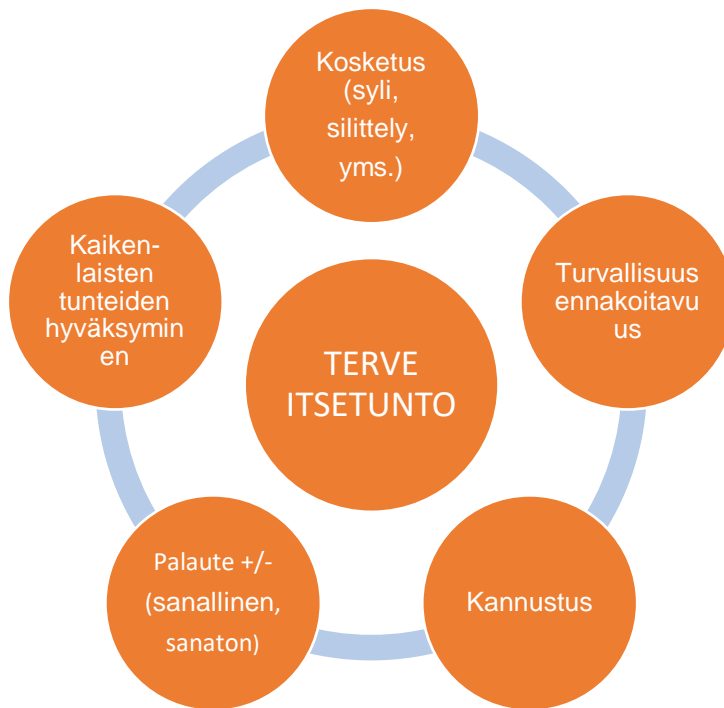 Kosketus
(syli,
silittely,
yms.)
Turvallisuus
ennakoitavu
us
Kannustus
Palaute +/-
(sanallinen,
sanaton)
Kaiken-
laisten
tunteiden
hyväksymin
en
TERVE
ITSETUNTO